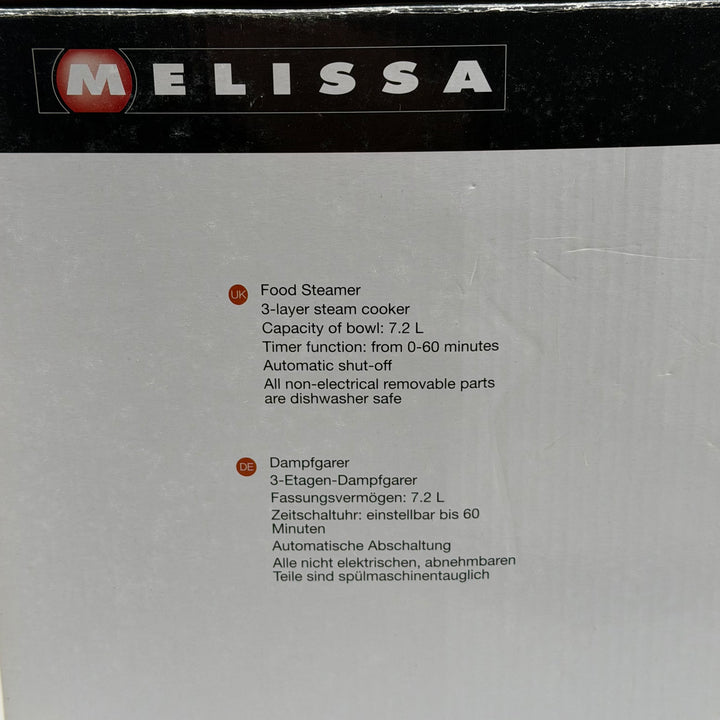 MELISSA
UK Food Steamer
3-layer steam cooker
Capacity of bowl: 7.2 L
Timer function: from 0-60 minutes
Automatic shut-off
All non-electrical removable parts
are dishwasher safe
DE Dampfgarer
3-Etagen-Dampfgarer
Fassungsvermögen: 7.2 L
Zeitschaltuhr: einstellbar bis 60
Minuten
Automatische Abschaltung
Alle nicht elektrischen, abnehmbaren
Teile sind spülmaschinentauglich